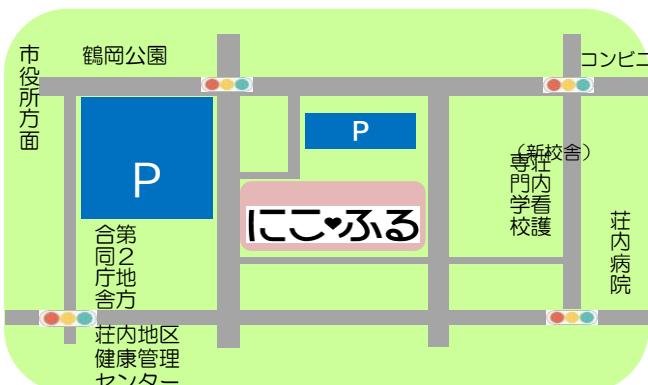 市役所方面
鶴岡公園
コンビニ
P
P
(新校舎)
荘内看護
専門学校
にこ♥ふる
荘内病院
第2地方
合同庁舎
荘内地区
健康管理
センター